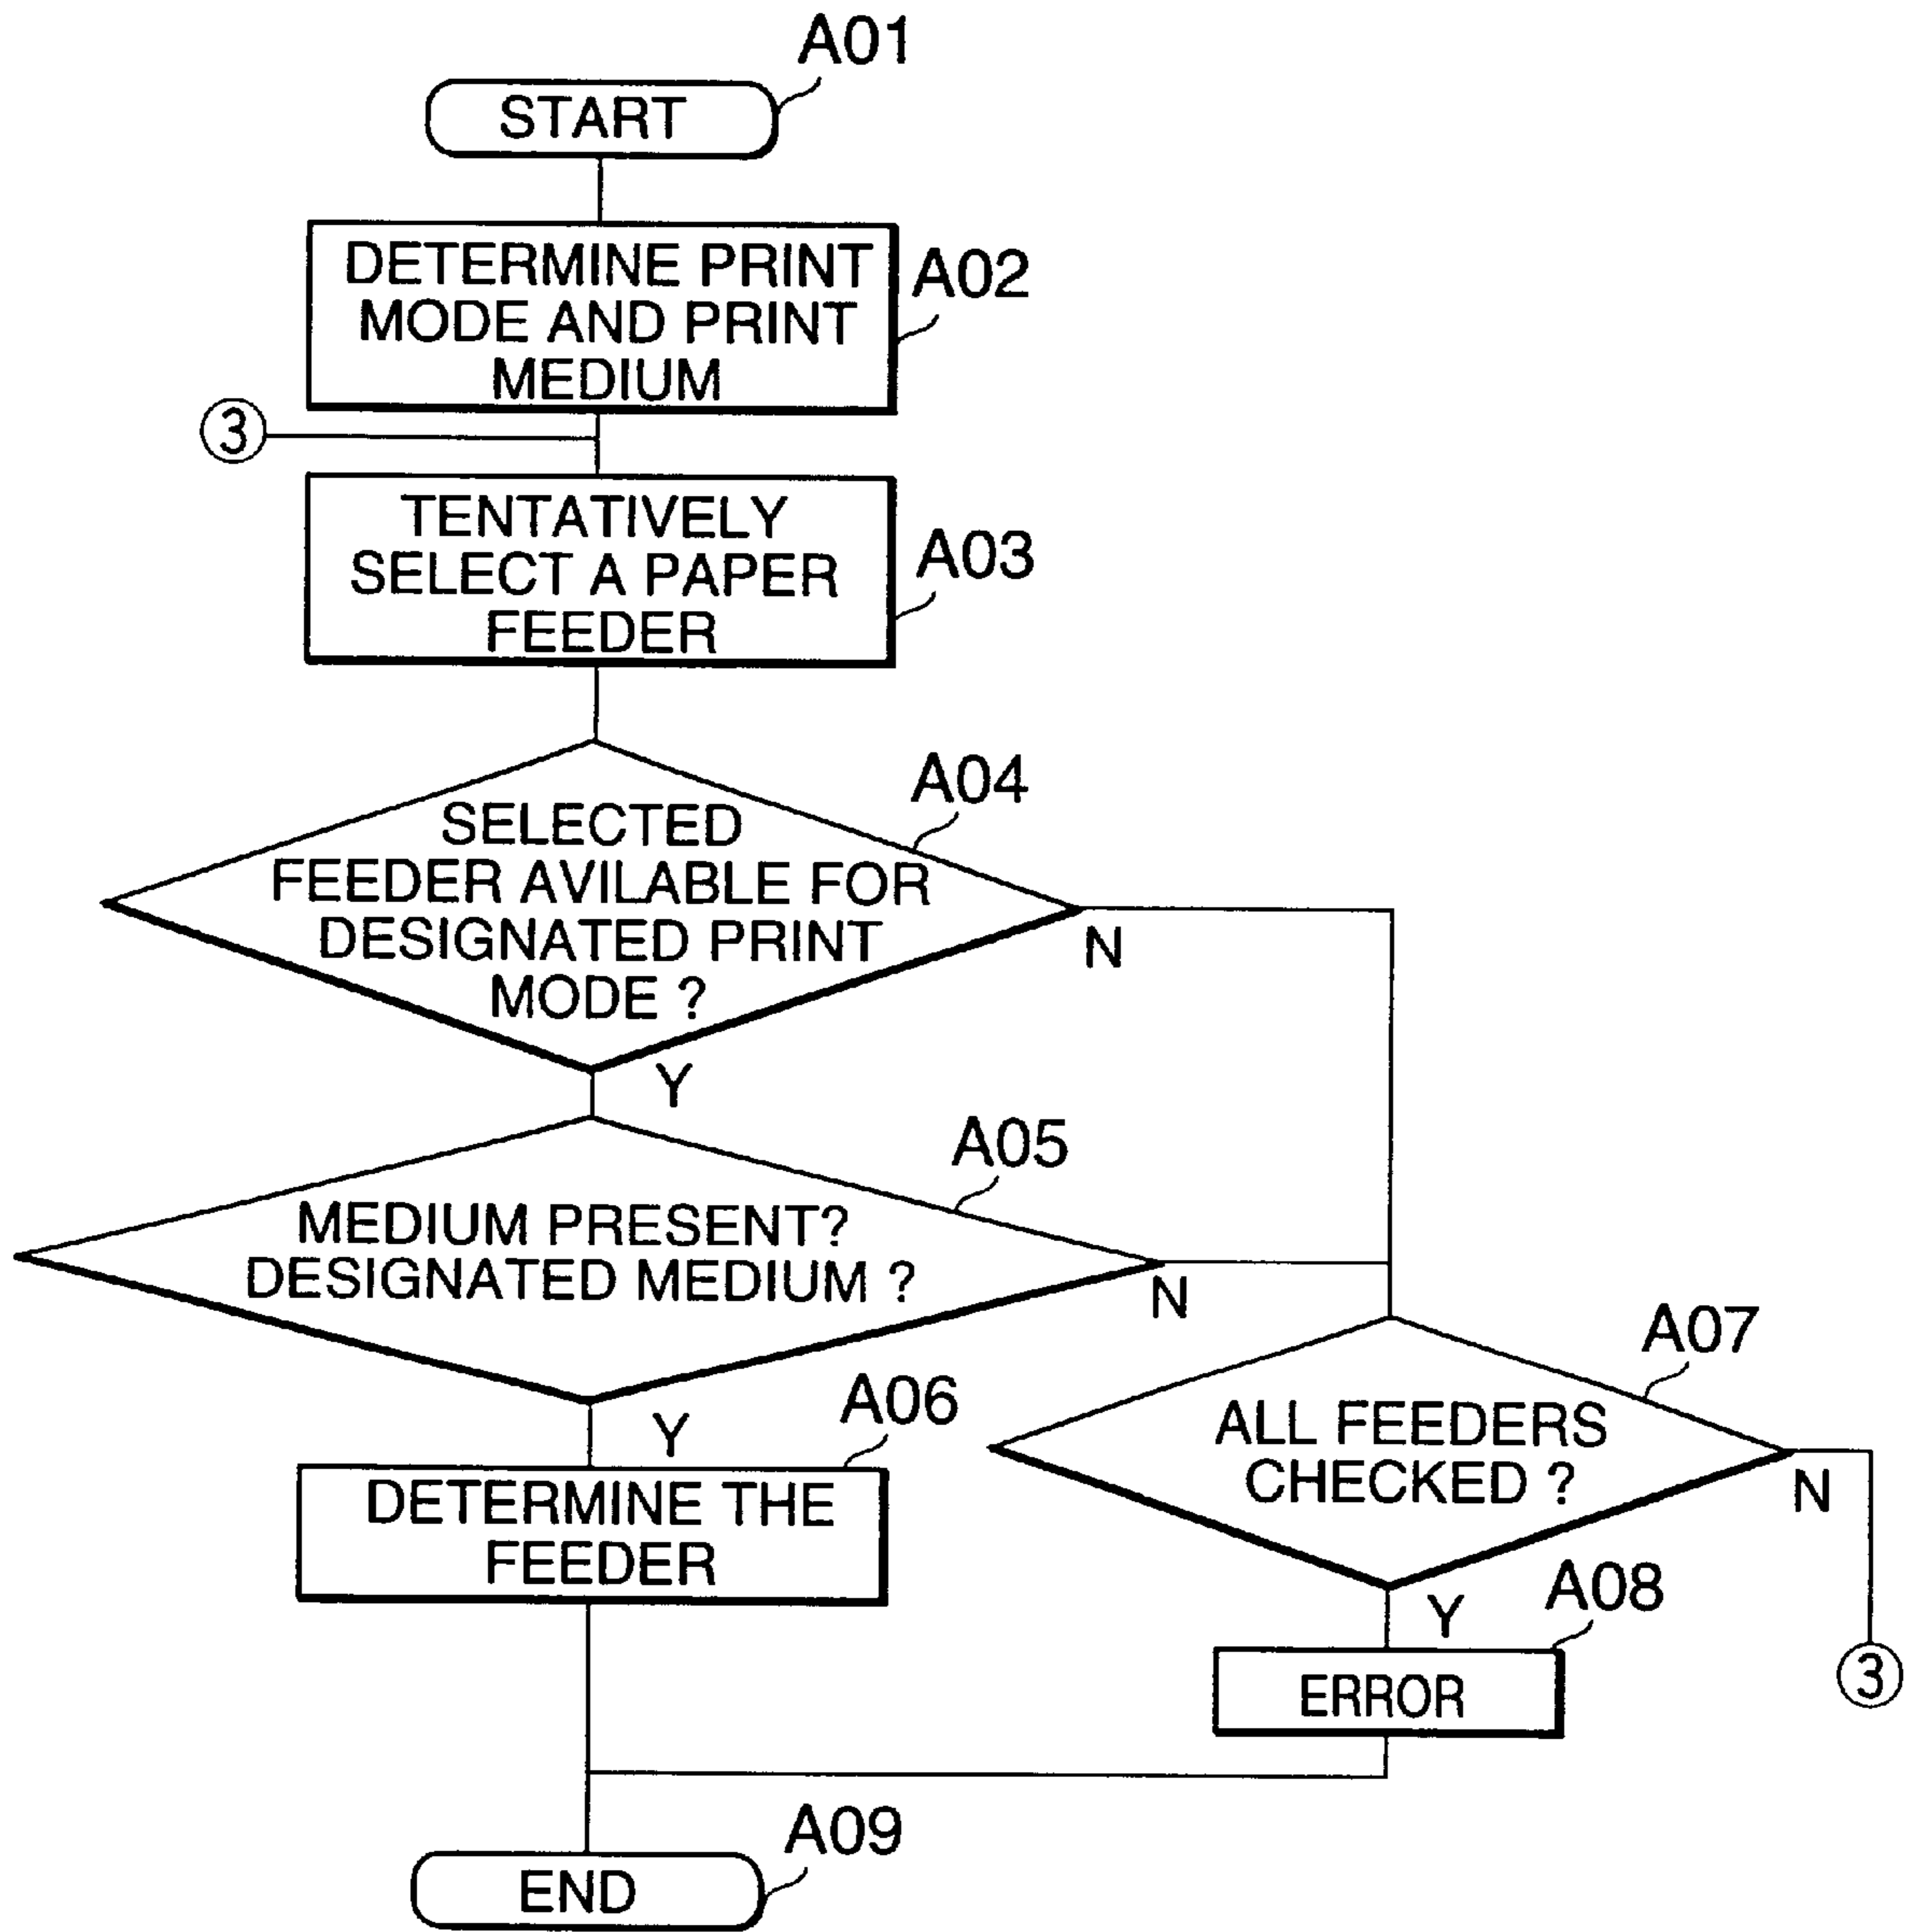 A01
START
DETERMINE PRINT
MODE AND PRINT
MEDIUM
A02
3
TENTATIVELY
SELECT A PAPER
FEEDER
A03
A04
SELECTED
FEEDER AVILABLE FOR
DESIGNATED PRINT
MODE ?
N
Y
A05
MEDIUM PRESENT?
DESIGNATED MEDIUM ?
N
Y
A06
DETERMINE THE
FEEDER
A07
ALL FEEDERS
CHECKED ?
N
Y
A08
ERROR
3
A09
END